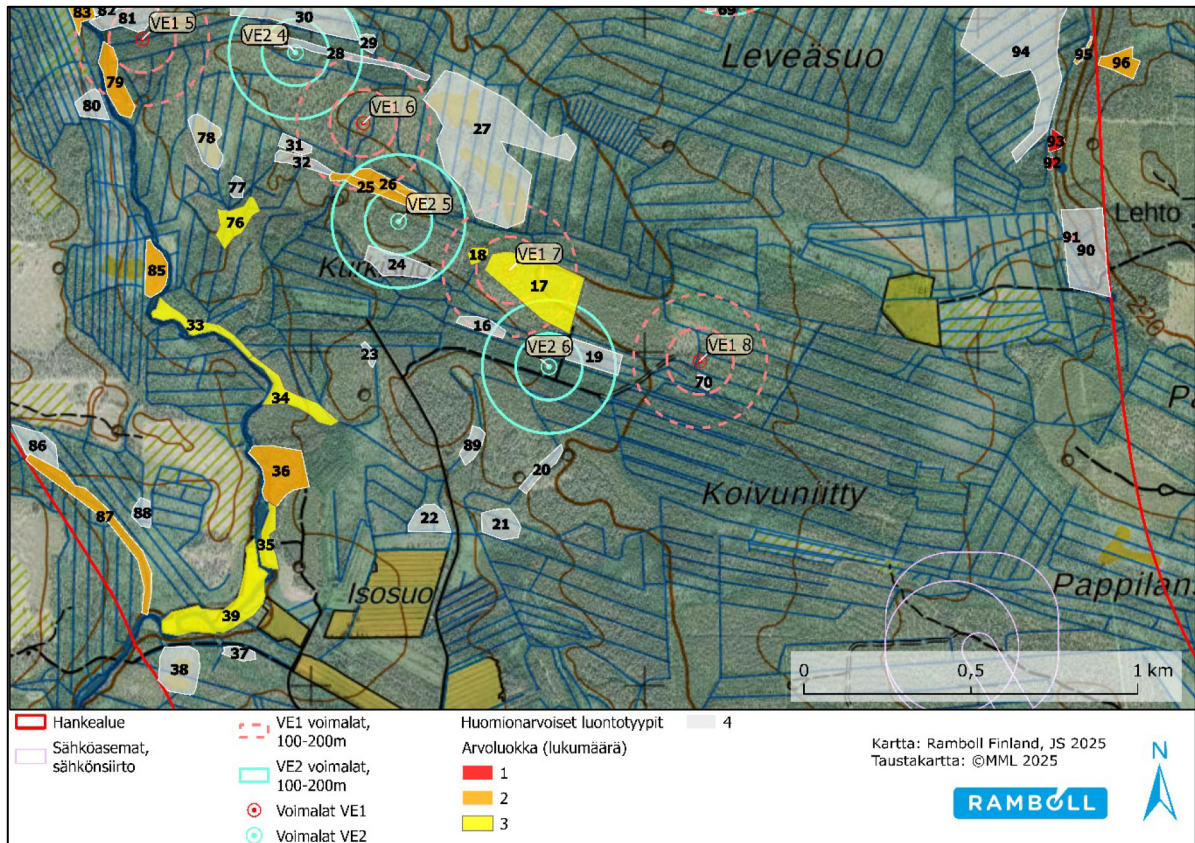 83
82
81
VE1 5
30
VE2 4
28
29
69
Leveäsuo
94
95
96
79
80
VE1 6
27
78
31
32
93
92
77
25
26
VE2 5
76
Lehto
91
90
85
24
18
VE1 7
17
220
33
16
VE2 6
19
VE1 8
23
70
34
86
89
20
36
Koivuniitty
87
88
22
21
35
Isosuo
Pappilan
39
37
38
0
0,5
1 km
Hankealue
Sähköasemat,
sähkönsiirto
VE1 voimalat,
100-200m
VE2 voimalat,
100-200m
Voimalat VE1
Voimalat VE2
Huomionarvoiset luontotyypit
Arvoluokka (lukumäärä)
1
2
3
4
Kartta: Ramboll Finland, JS 2025
Taustakartta: ©MML 2025
RAMBOLL
N